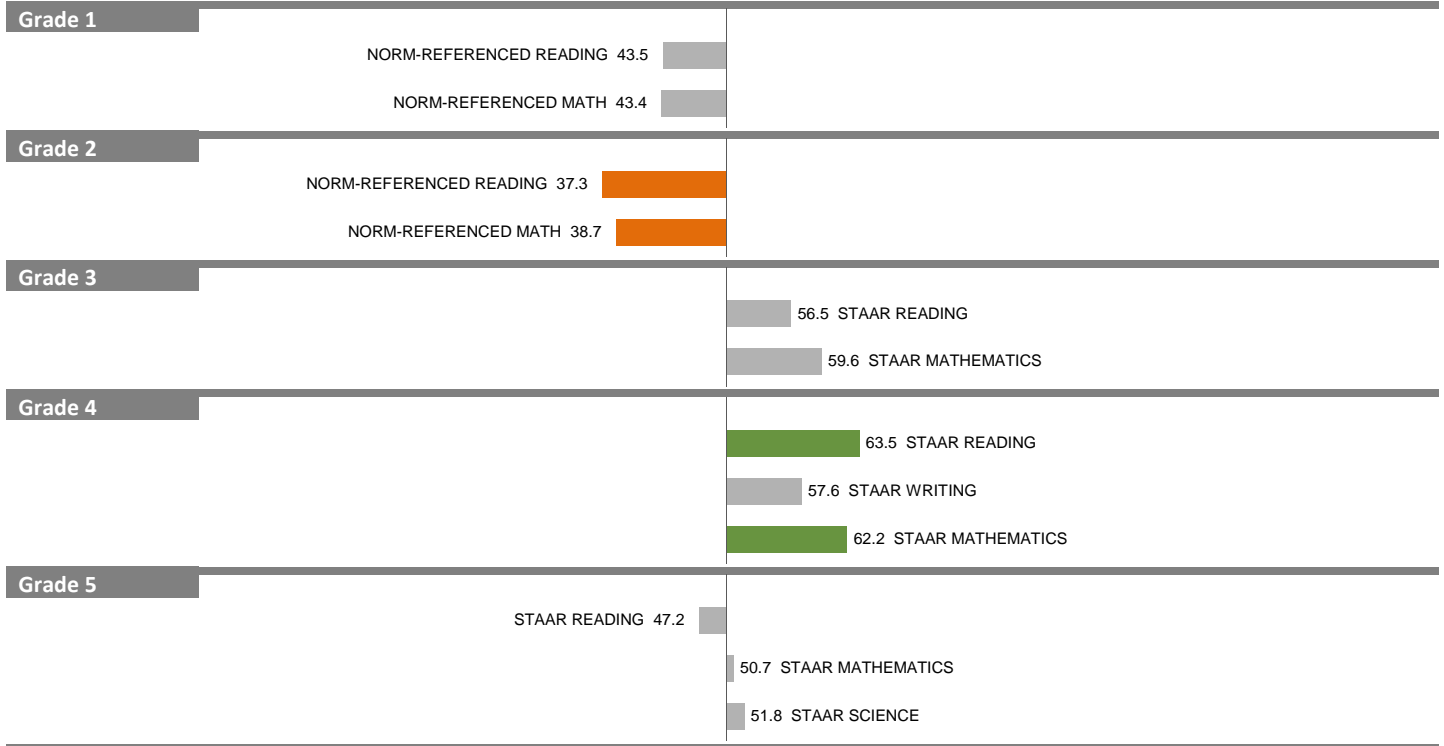 Grade 1
NORM-REFERENCED READING 43.5
NORM-REFERENCED MATH 43.4
Grade 2
NORM-REFERENCED READING 37.3
NORM-REFERENCED MATH 38.7
Grade 3
56.5 STAAR READING
59.6 STAAR MATHEMATICS
Grade 4
63.5 STAAR READING
57.6 STAAR WRITING
62.2 STAAR MATHEMATICS
Grade 5
STAAR READING 47.2
50.7 STAAR MATHEMATICS
51.8 STAAR SCIENCE